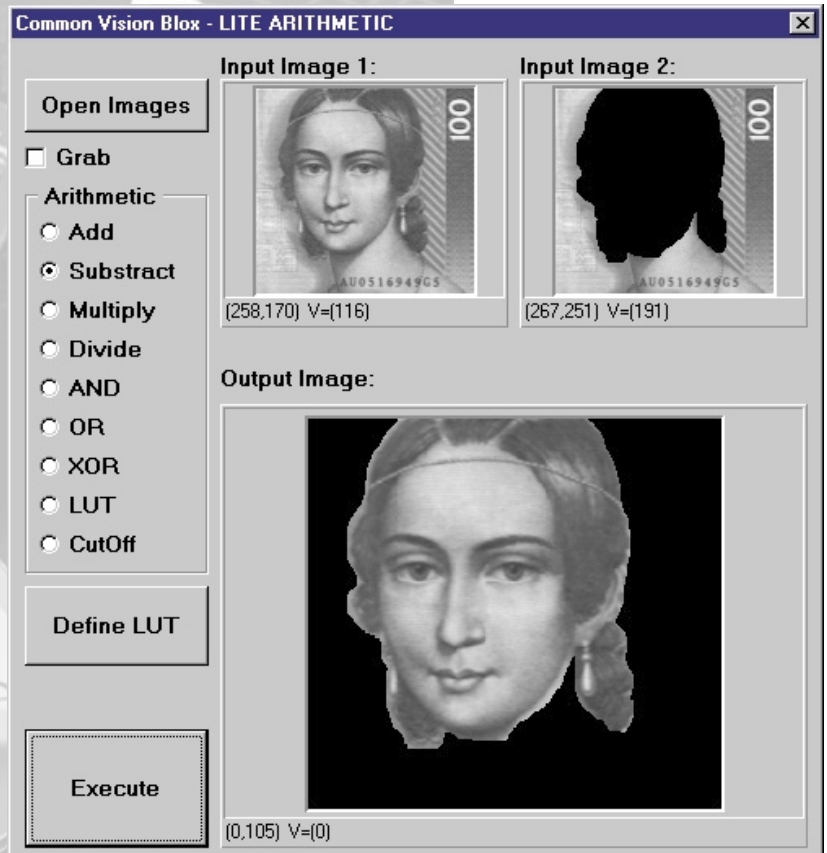 Common Vision Blox - LITE ARITHMETIC
Input Image 1:
Input Image 2:
Open Images
100
100
Grab
Arithmetic
Add
Substract
AU0516949G5
AU0516949G5
Multiply
(258,170) V=(116)
(267,251) V=(191)
Divide
Output Image:
AND
OR
XOR
LUT
CutOff
Define LUT
Execute
(0,105) V=(0)